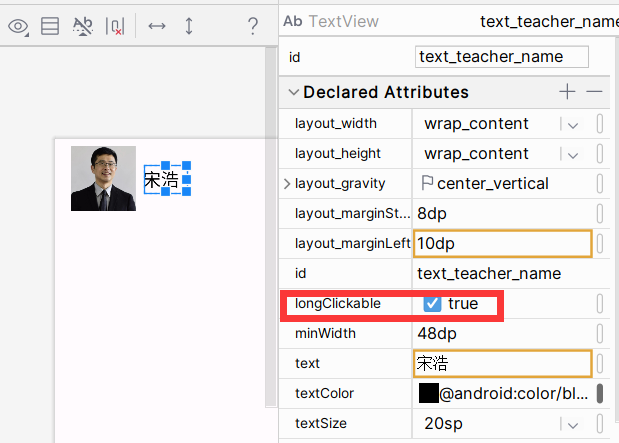 Ab TextView text_teacher_name
id text_teacher_name
Declared Attributes
layout_width wrap_content
layout_height wrap_content
layout_gravity center_vertical
layout_marginSt... 8dp
layout_marginLeft 10dp
id text_teacher_name
longClickable true
minWidth 48dp
text 宋浩
textColor @android:color/bl...
textSize 20sp
Ab
?
宋浩